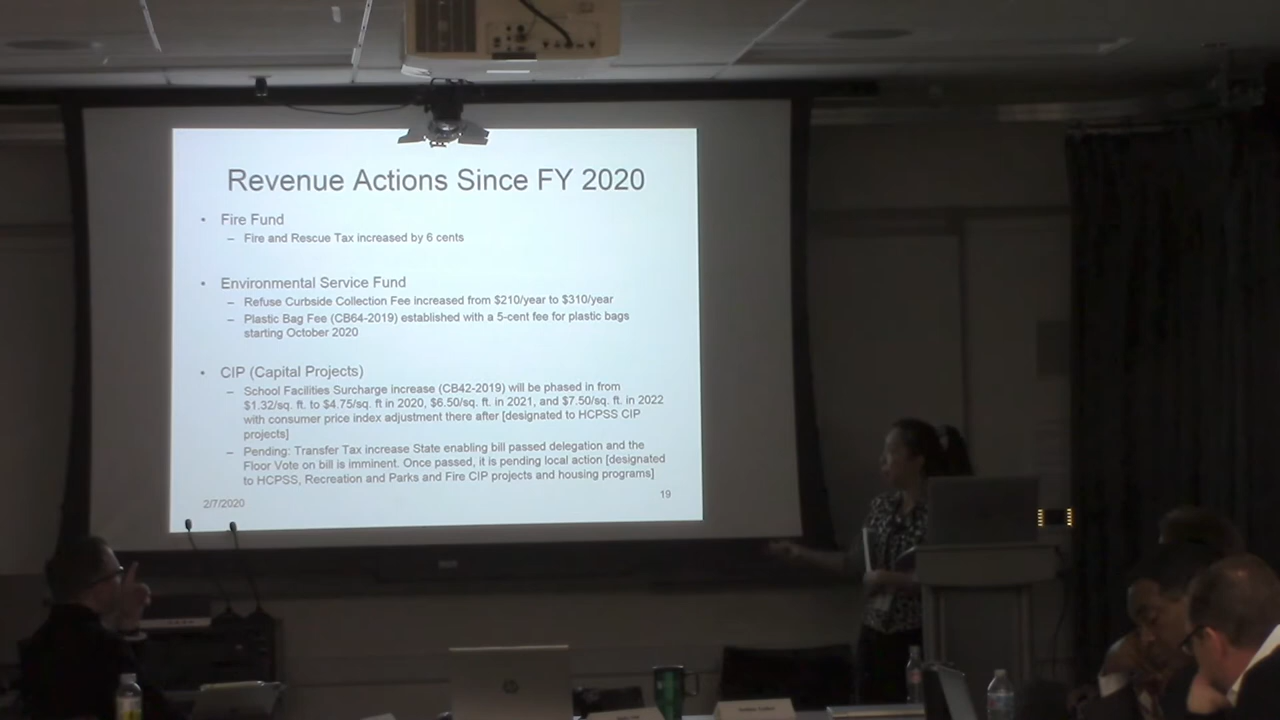 Revenue Actions Since FY 2020
• Fire Fund
– Fire and Rescue Tax increased by 6 cents
• Environmental Service Fund
– Refuse Curbside Collection Fee increased from $210/year to $310/year
– Plastic Bag Fee (CB64-2019) established with a 5-cent fee for plastic bags
starting October 2020
• CIP (Capital Projects)
– School Facilities Surcharge increase (CB42-2019) will be phased in from
$1.32/sq. ft. to $4.75/sq. ft in 2020, $6.50/sq. ft. in 2021, and $7.50/sq. ft. in 2022
with consumer price index adjustment there after [designated to HCPSS CIP
projects]
– Pending: Transfer Tax increase State enabling bill passed delegation and the
Floor Vote on bill is imminent. Once passed, it is pending local action [designated
to HCPSS, Recreation and Parks and Fire CIP projects and housing programs]
2/7/2020
19
hp